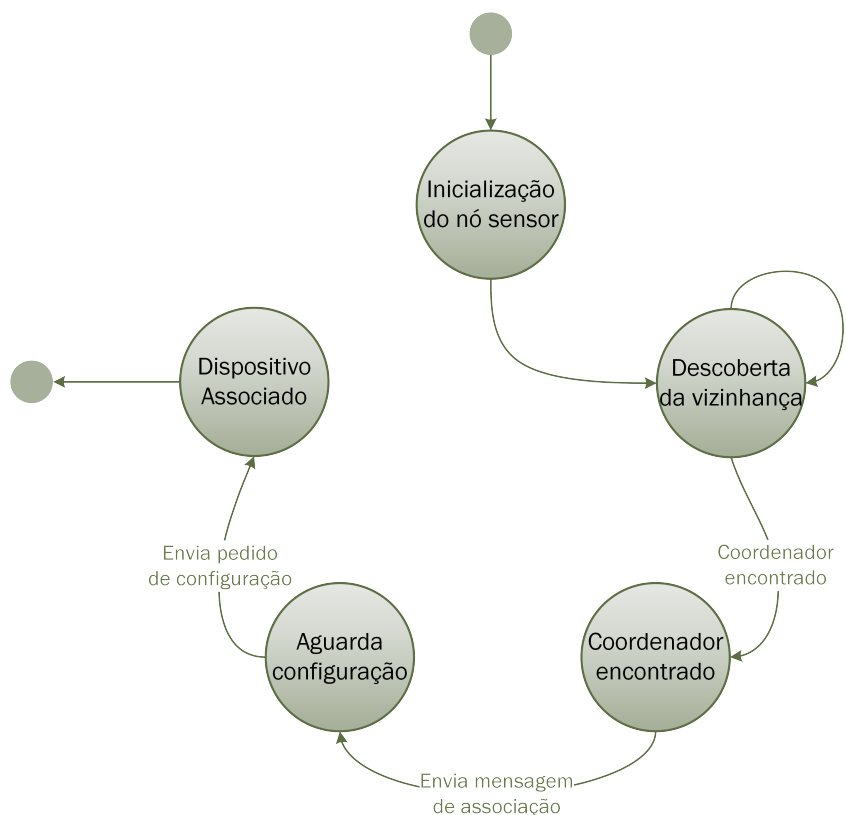 Inicialização
do nó sensor
Descoberta
da vizinhança
Coordenador
encontrado
Coordenador
encontrado
Envia mensagem
de associação
Aguarda
configuração
Envia pedido
de configuração
Dispositivo
Associado